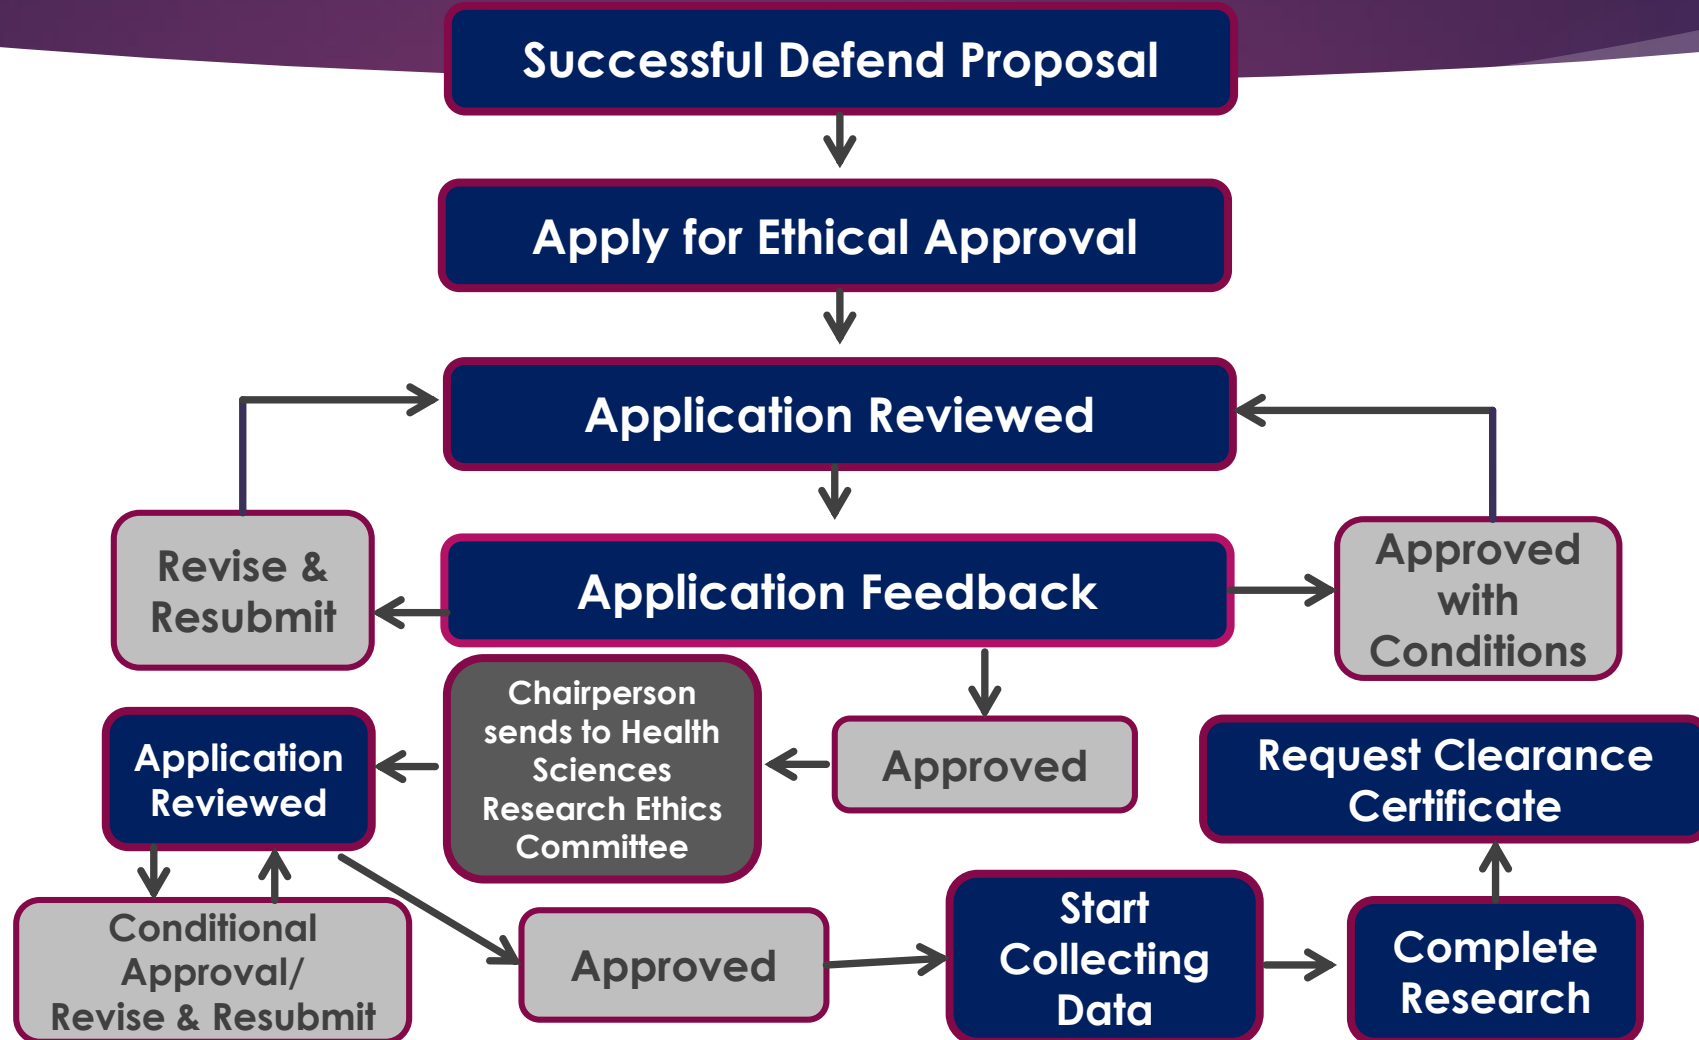 Successful Defend Proposal
Apply for Ethical Approval
Application Reviewed
Revise &
Resubmit
Application Feedback
Approved
with
Conditions
Chairperson
sends to Health
Sciences
Research Ethics
Committee
Approved
Application
Reviewed
Request Clearance
Certificate
Conditional
Approval/
Revise & Resubmit
Approved
Start
Collecting
Data
Complete
Research